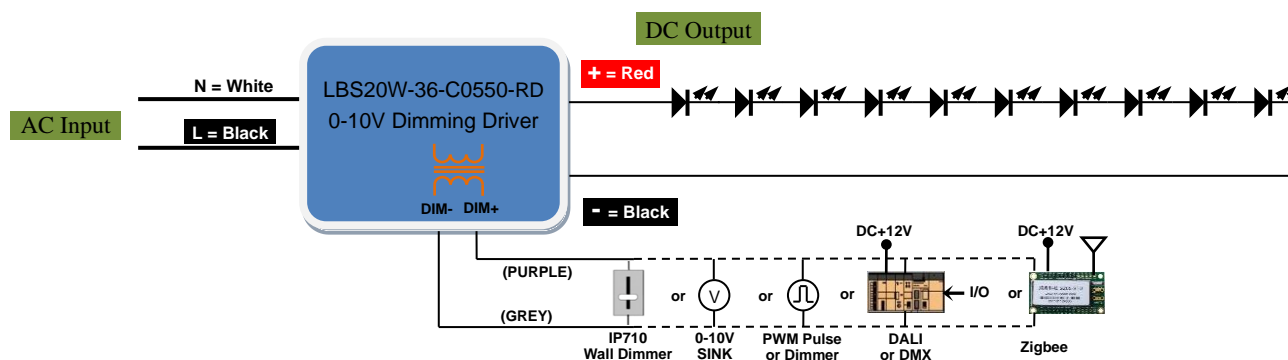 DC Output
+ = Red
N = White
LBS20W-36-C0550-RD
0-10V Dimming Driver
AC Input
L = Black
DIM- DIM+
- = Black
DC+12V
DC+12V
(PURPLE)
or
V
or
or
I/O
or
(GREY)
IP710
Wall Dimmer
0-10V
SINK
PWM Pulse
or Dimmer
DALI
or DMX
Zigbee